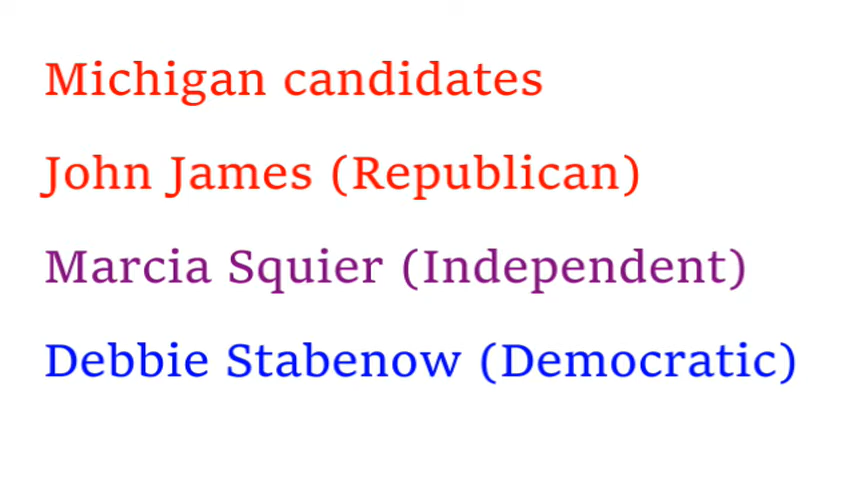 Michigan candidates
John James (Republican)
Marcia Squier (Independent)
Debbie Stabenow (Democratic)